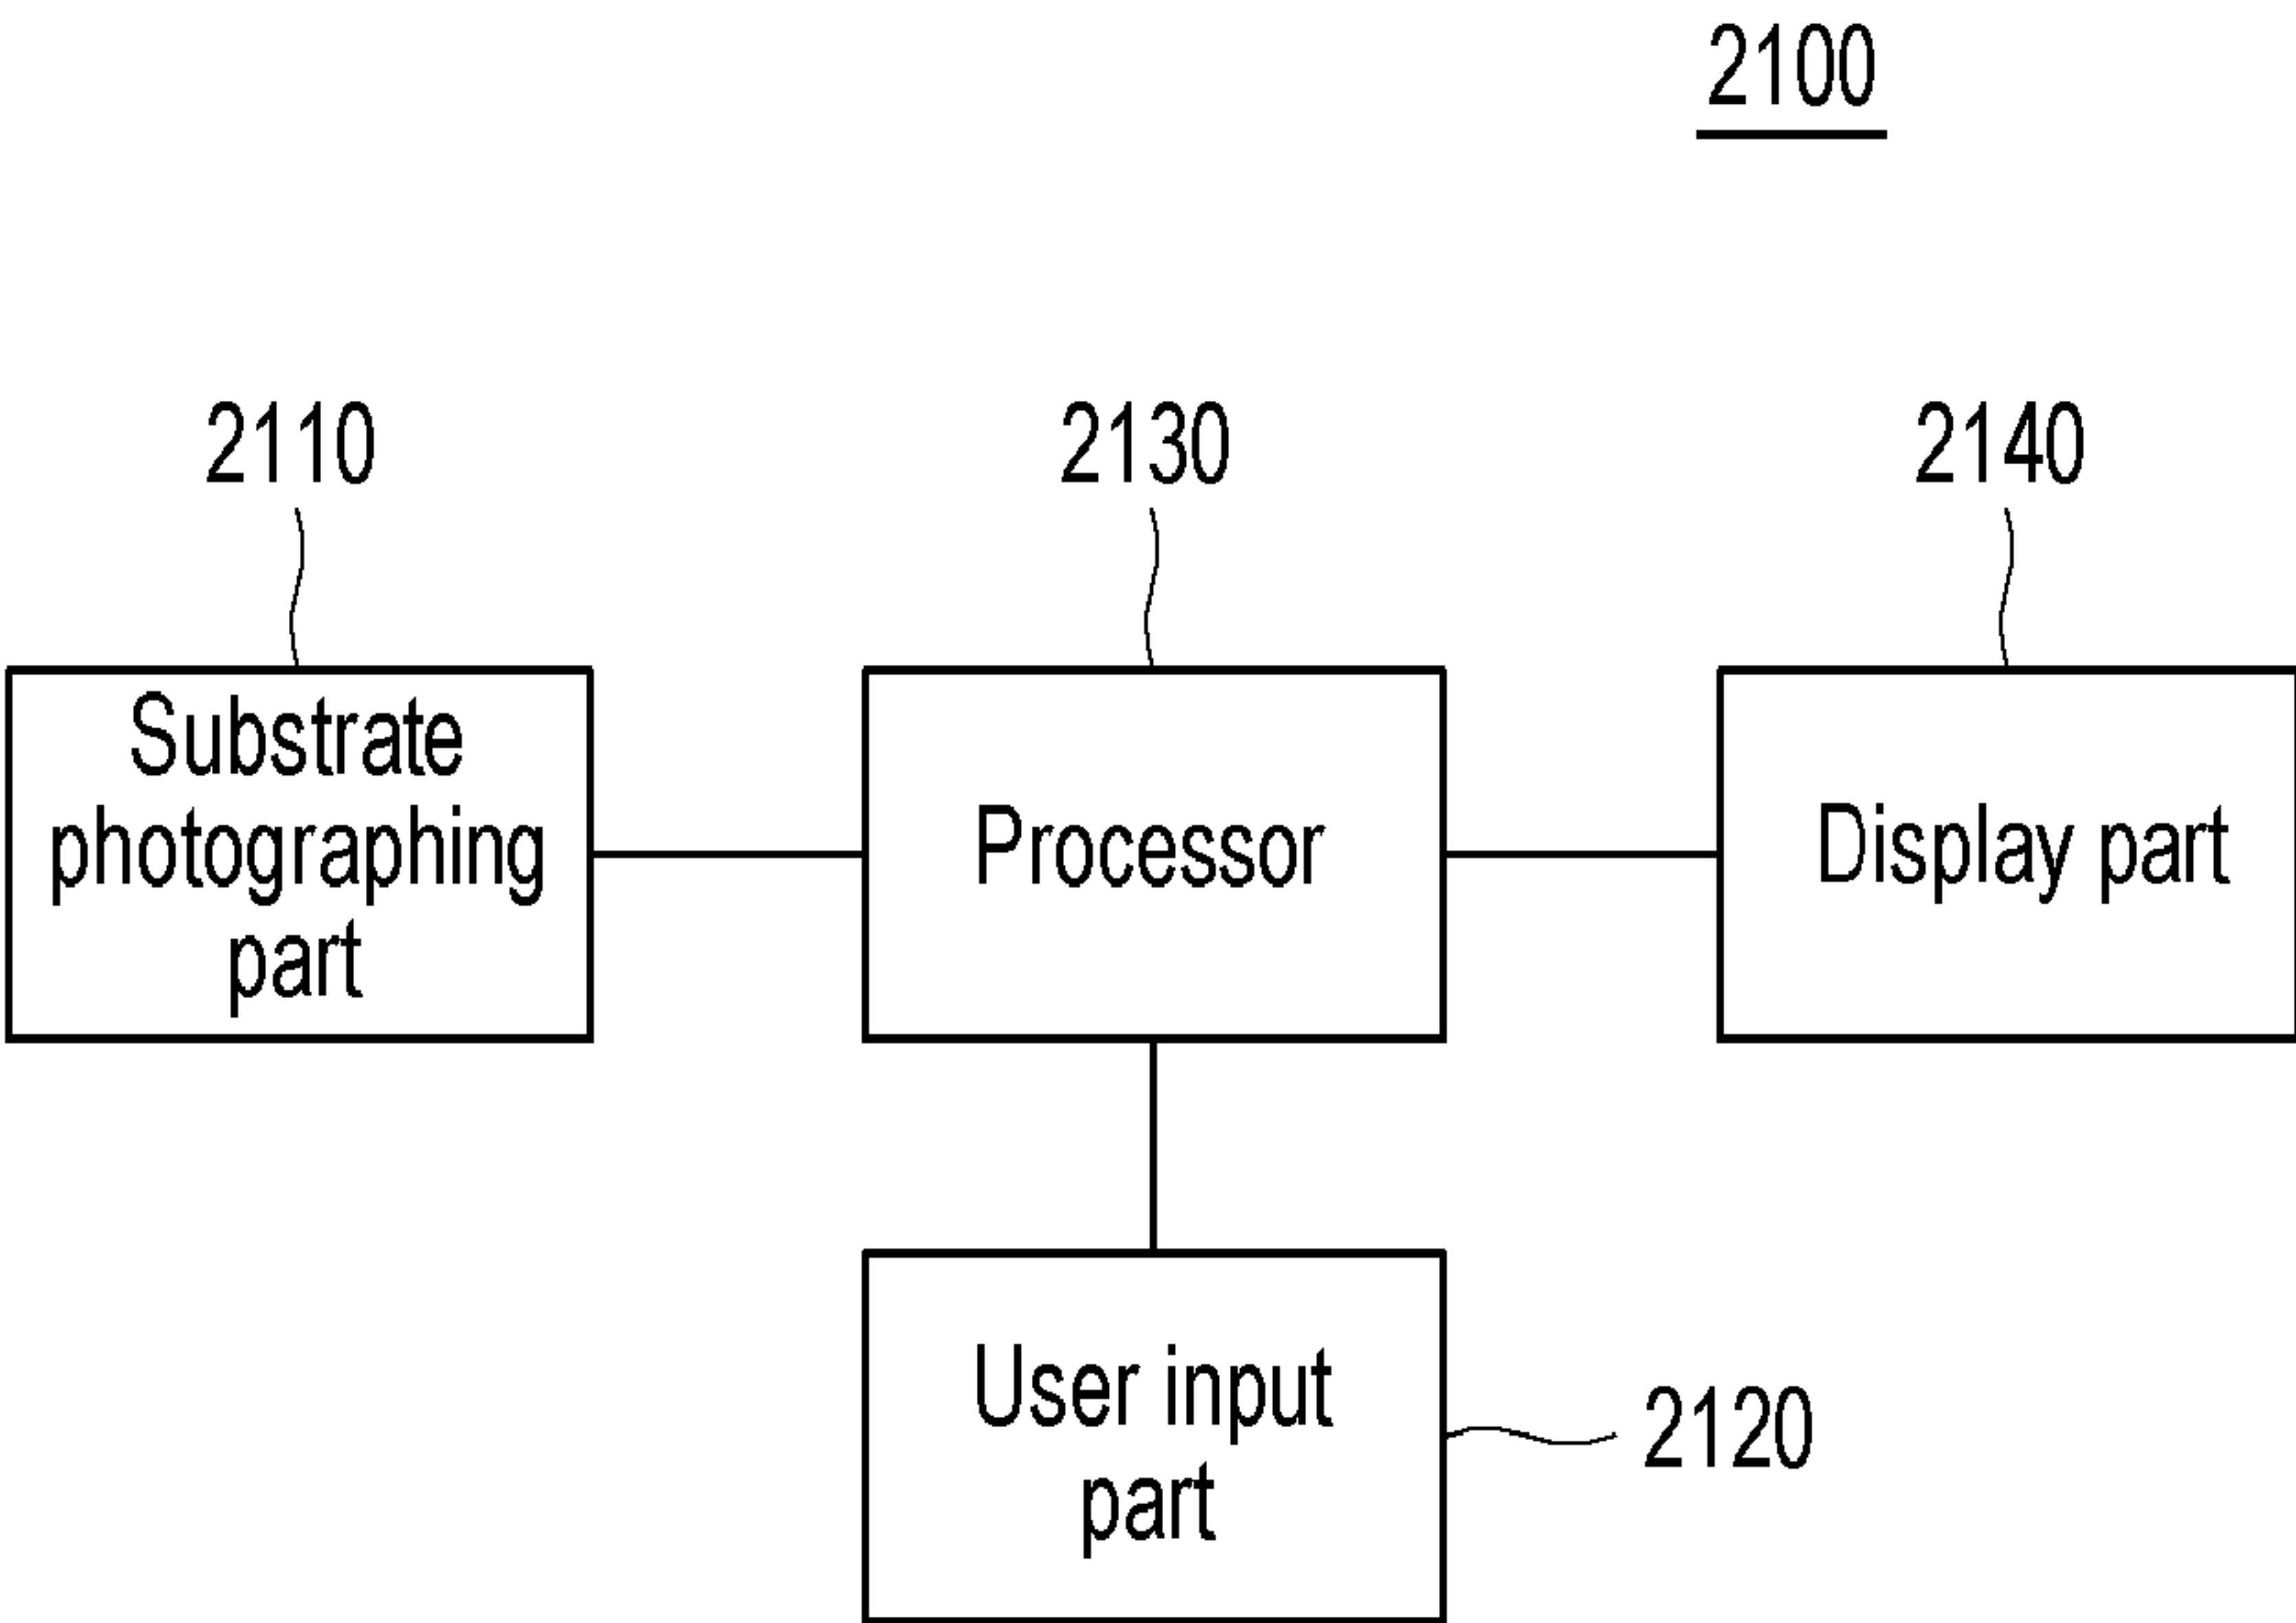 2100
2110
2130
2140
Substrate
photographing
part
Processor
Display part
User input
part
2120